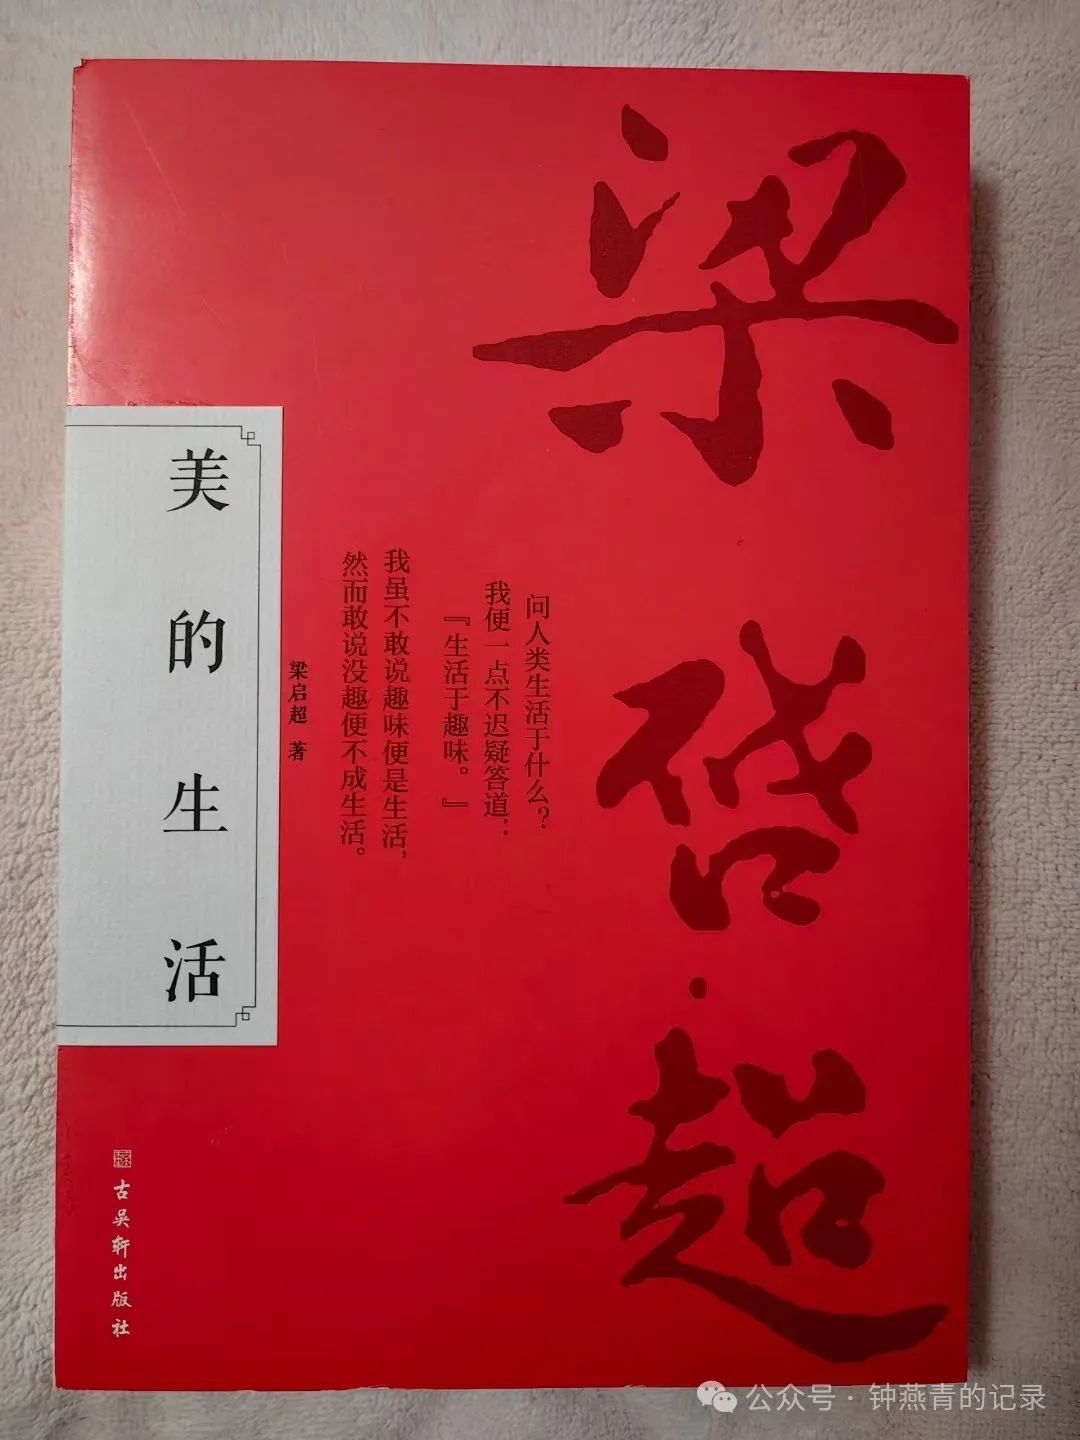 梁启超
问人类生活于什么？
我便一点不迟疑答道：
『生活于趣味。』
我虽不敢说趣味便是生活，
然而敢说没趣便不成生活。
梁启超 著
美的生活
古吴轩出版社
公众号·钟燕青的记录